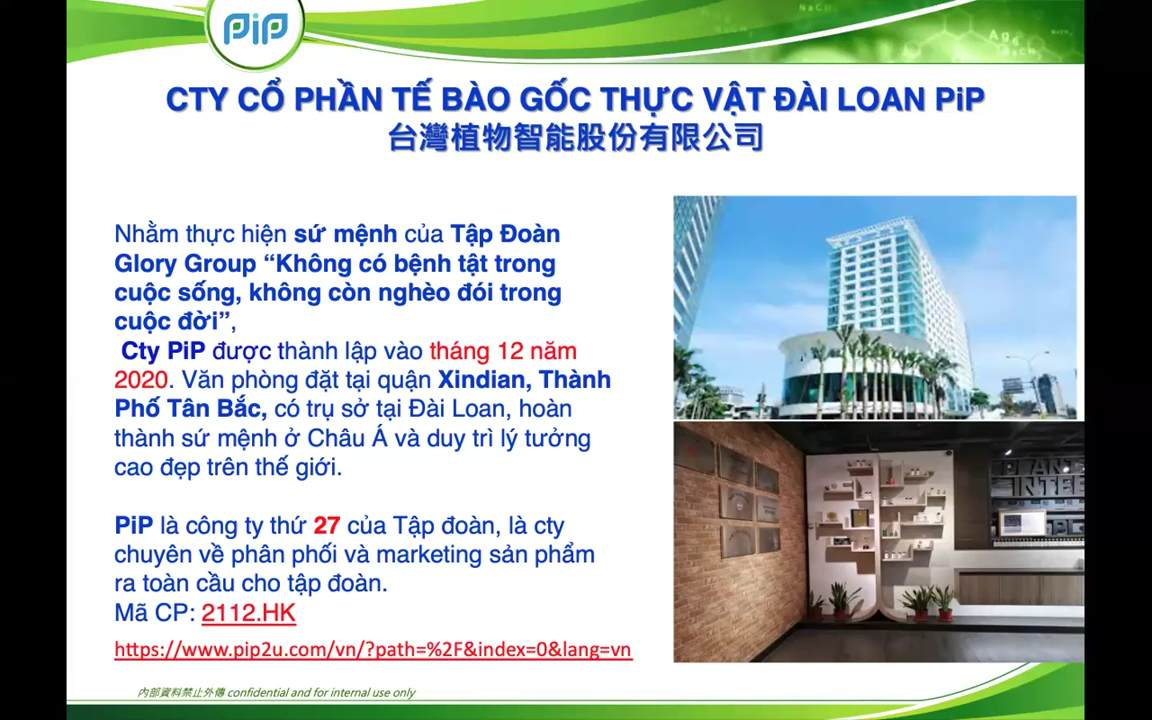 PiP
NaCH
Ag6
CTY CỔ PHẦN TẾ BÀO GỐC THỰC VẬT ĐÀI LOAN PiP
台灣植物智能股份有限公司
Nhằm thực hiện sứ mệnh của Tập Đoàn
Glory Group “Không có bệnh tật trong
cuộc sống, không còn nghèo đói trong
cuộc đời”,
Cty PiP được thành lập vào tháng 12 năm
2020. Văn phòng đặt tại quận Xindian, Thành
Phố Tân Bắc, có trụ sở tại Đài Loan, hoàn
thành sứ mệnh ở Châu Á và duy trì lý tưởng
cao đẹp trên thế giới.
PiP là công ty thứ 27 của Tập đoàn, là cty
chuyên về phân phối và marketing sản phẩm
ra toàn cầu cho tập đoàn.
Mã CP: 2112.HK
https://www.pip2u.com/vn/?path=%2F&index=0&lang=vn
PLANTS
INTEE
內部資料禁止外傳 confidential and for internal use only